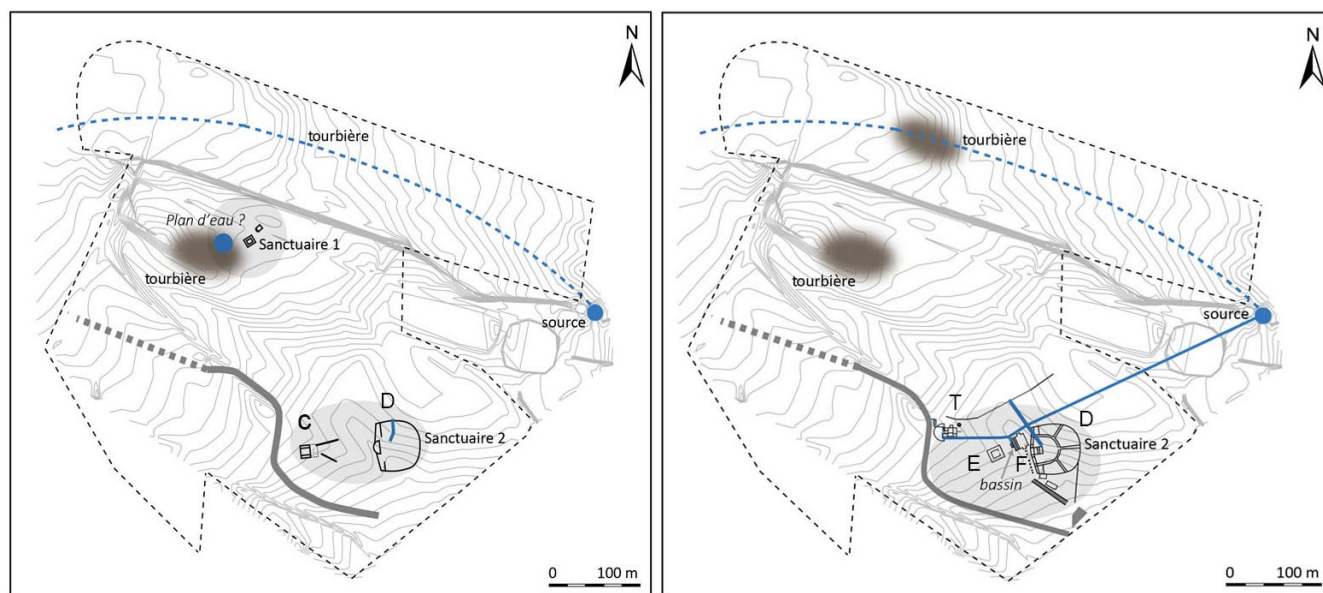 N
tourbière
Plan d'eau ?
Sanctuaire 1
tourbière
source
C
D
Sanctuaire 2
0 100 m
N
tourbière
tourbière
source
T
D
Sanctuaire 2
E
F
bassin
0 100 m